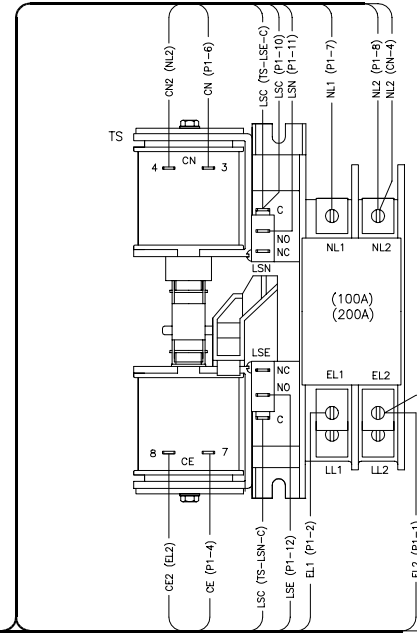 CN2 (NL2)
CN (P1-6)
LSC (TS-LSE-C)
LSC (P1-10)
LSN (P1-11)
NL1 (P1-7)
NL2 (P1-8)
NL2 (CN-4)
TS
CN
4
3
C
NO
NC
LSN
NL1
NL2
(100A)
(200A)
LSE
NC
NO
C
EL1
EL2
8
7
CE
LL1
LL2
CE2 (EL2)
CE (P1-4)
LSC (TS-LSN-C)
LSE (P1-12)
EL1 (P1-2)
EL2 (P1-1)